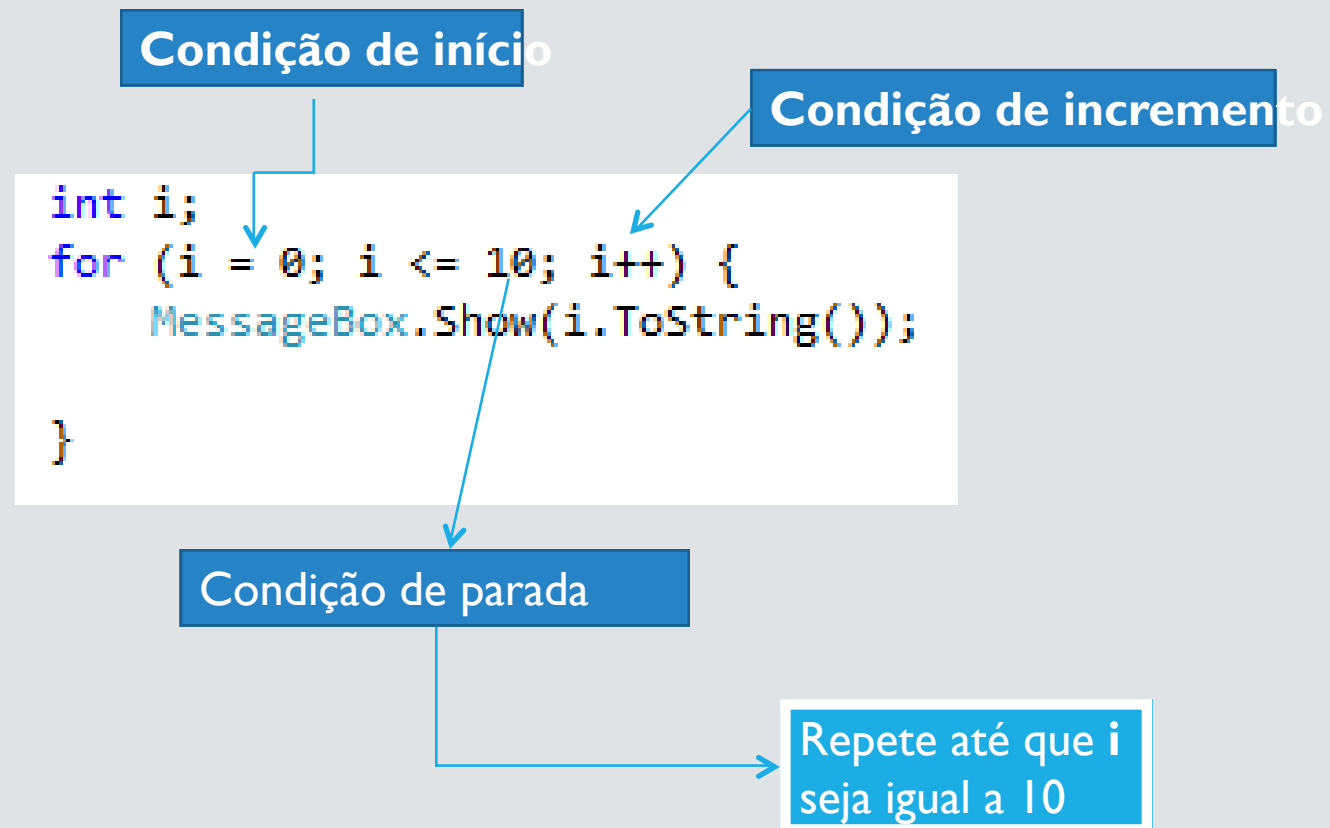 Condição de início
Condição de incremento
int i;
for (i = 0; i <= 10; i++) {
MessageBox.Show(i.ToString());
}
Condição de parada
Repete até que i
seja igual a 10